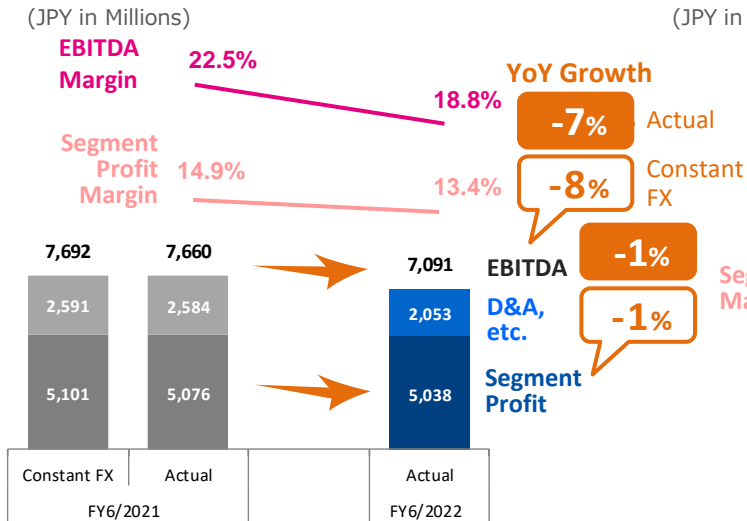 (JPY in Millions)
(JPY in
EBITDA
Margin
22.5%
18.8%
YoY Growth
-7%
Actual
Segment
Profit
Margin
14.9%
13.4%
-8%
Constant
FX
7,692
7,660
7,091
EBITDA
-1%
2,591
2,584
2,053
D&A,
etc.
-1%
Seg
Ma
5,101
5,076
5,038
Segment
Profit
Constant FX
Actual
Actual
FY6/2021
FY6/2022